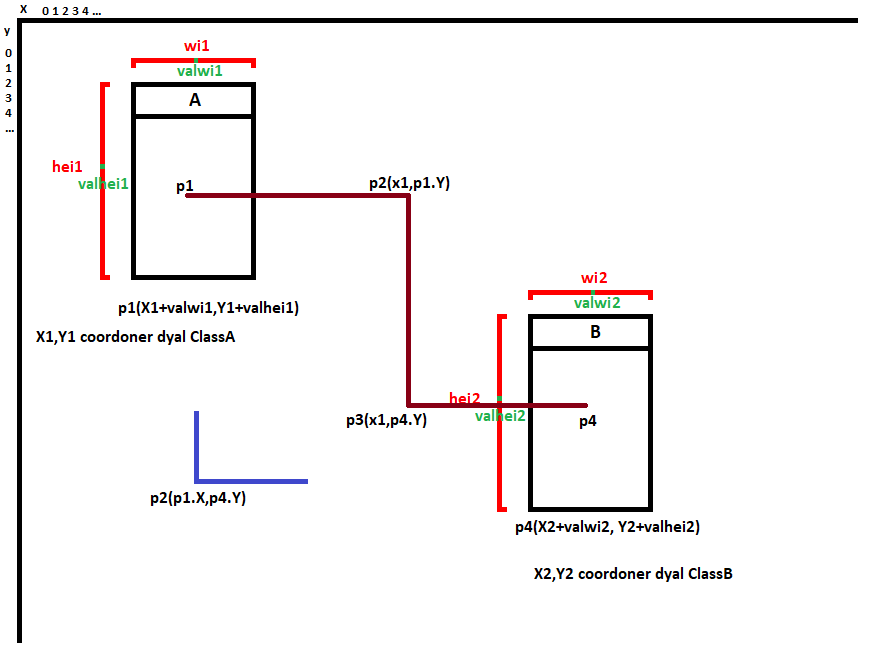 X 0 1 2 3 4 ...
y
0
1
2
3
4
...
wi1
valwi1
A
hei1
valhei1
p1
p2(x1,p1.Y)
p1(X1+valwi1,Y1+valhei1)
X1,Y1 coordoner dyal ClassA
wi2
valwi2
B
hei2
valhei2
p3(x1,p4.Y)
p4
p2(p1.X,p4.Y)
p4(X2+valwi2, Y2+valhei2)
X2,Y2 coordoner dyal ClassB